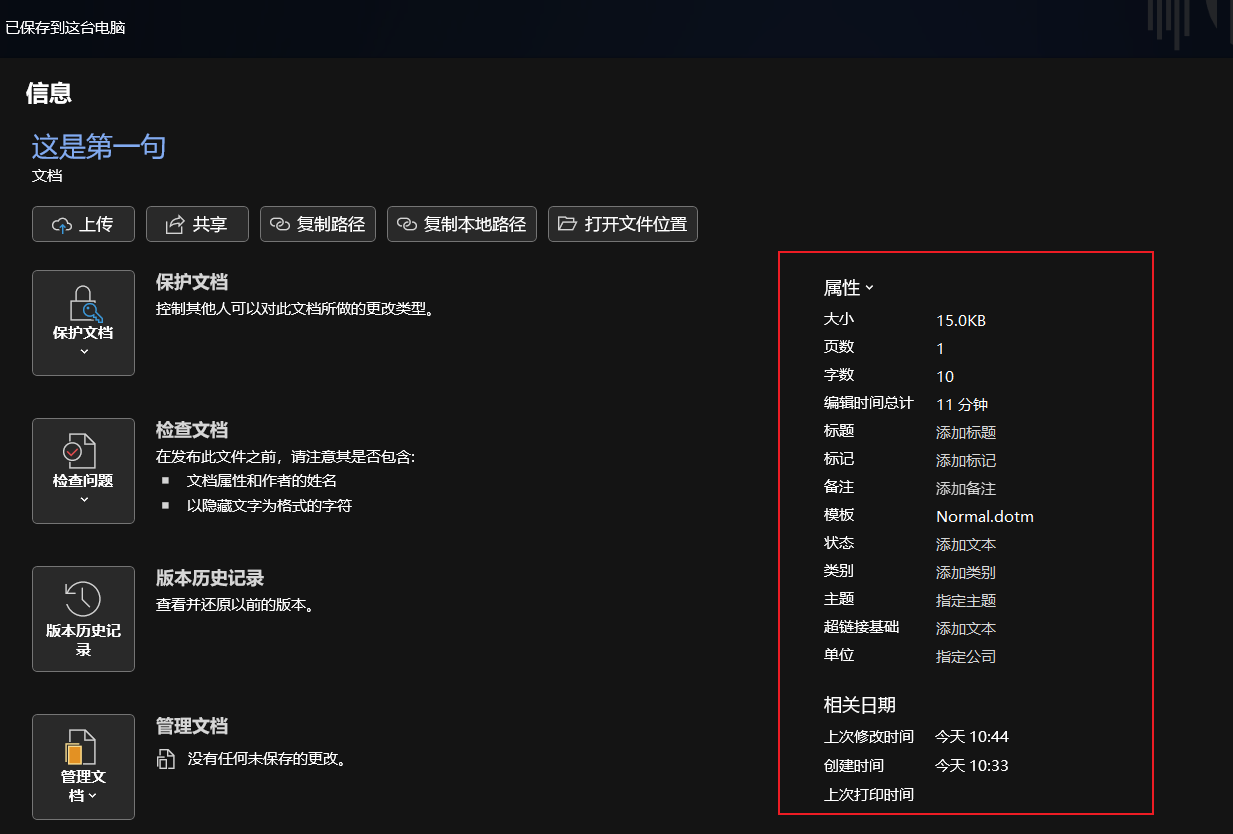 已保存到这台电脑
信息
这是第一句
文档
上传 共享 复制路径 复制本地路径 打开文件位置
保护文档
保护文档
控制其他人可以对此文档所做的更改类型。
检查问题
检查文档
在发布此文件之前，请注意其是否包含:
■ 文档属性和作者的姓名
■ 以隐藏文字为格式的字符
版本历史记
录
版本历史记录
查看并还原以前的版本。
管理文
档
管理文档
没有任何未保存的更改。
属性
大小 15.0KB
页数 1
字数 10
编辑时间总计 11 分钟
标题 添加标题
标记 添加标记
备注 添加备注
模板 Normal.dotm
状态 添加文本
类别 添加类别
主题 指定主题
超链接基础 添加文本
单位 指定公司
相关日期
上次修改时间 今天 10:44
创建时间 今天 10:33
上次打印时间